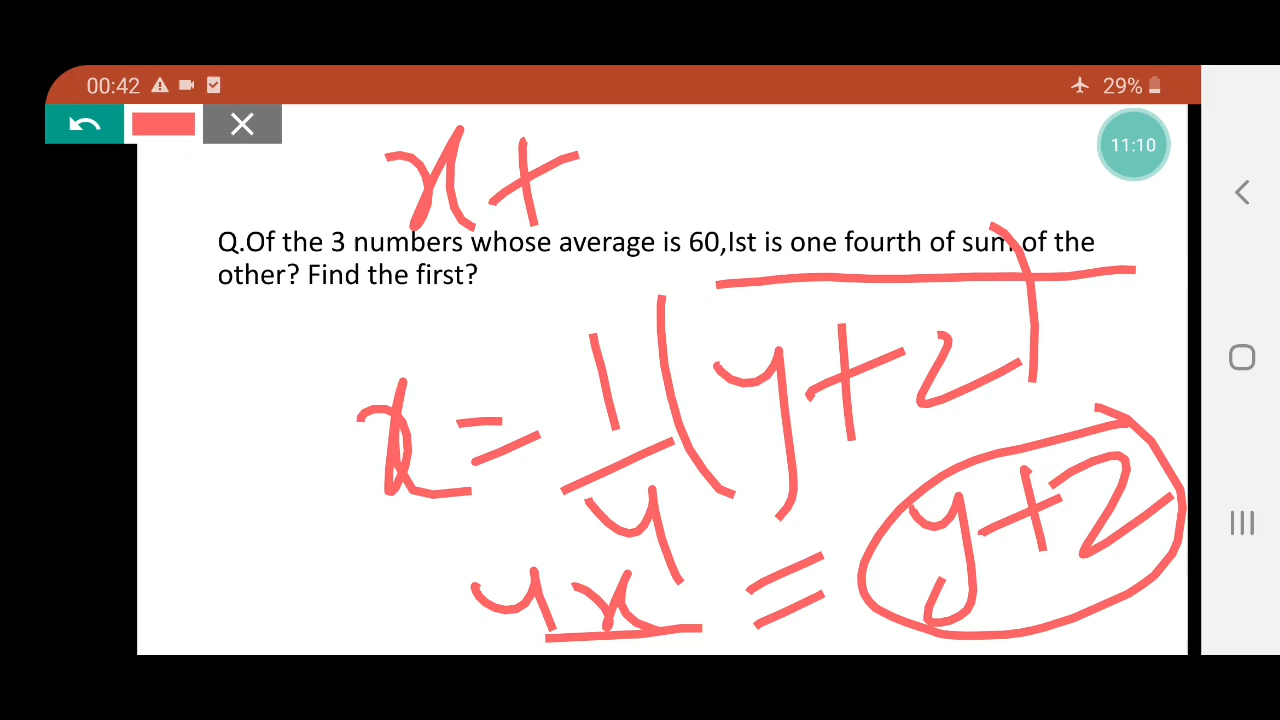 00:42
29%
11:10
x+
Q.Of the 3 numbers whose average is 60,Ist is one fourth of sum of the
other? Find the first?
x = 1/4 (y+z)
4x = y+z